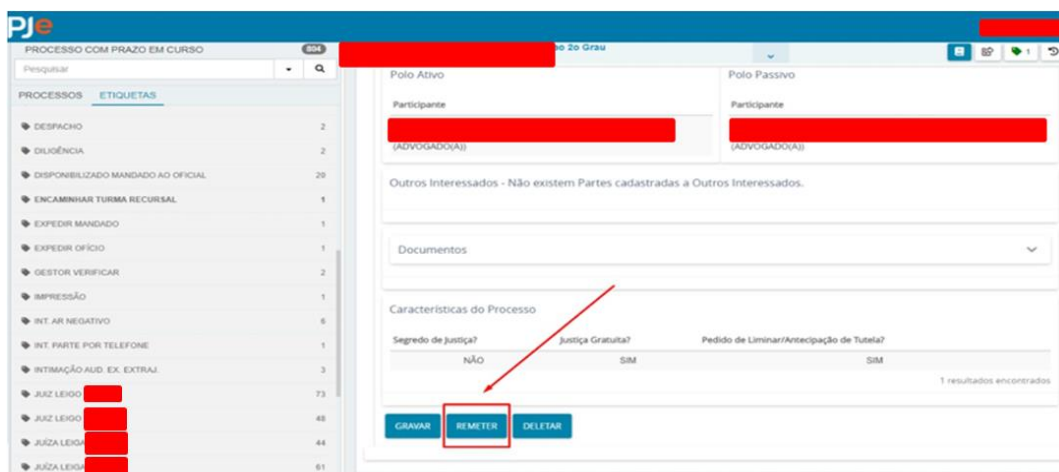 PJe
PROCESSO COM PRAZO EM CURSO 804
Pesquisar
PROCESSOS ETIQUETAS
DESPACHO 2
DILIGÊNCIA 2
DISPONIBILIZADO MANDADO AO OFICIAL 20
ENCAMINHAR TURMA RECURSAL 1
EXPEDIR MANDADO 1
EXPEDIR OFÍCIO 1
GESTOR VERIFICAR 2
IMPRESSÃO 1
INT. AR NEGATIVO 6
INT. PARTE POR TELEFONE 1
INTIMAÇÃO AUD. EX. EXTRAJ. 3
JUIZ LEIGO 73
JUIZ LEIGO 48
JUÍZA LEIGA 44
JUÍZA LEIGA 61
no 2o Grau
1
Polo Ativo Polo Passivo
Participante Participante
(ADVOGADO(A)) (ADVOGADO(A))
Outros Interessados - Não existem Partes cadastradas a Outros Interessados.
Documentos
Características do Processo
Segredo de Justiça? Justiça Gratuita? Pedido de Liminar/Antecipação de Tutela?
NÃO SIM SIM
1 resultados encontrados
GRAVAR REMETER DELETAR